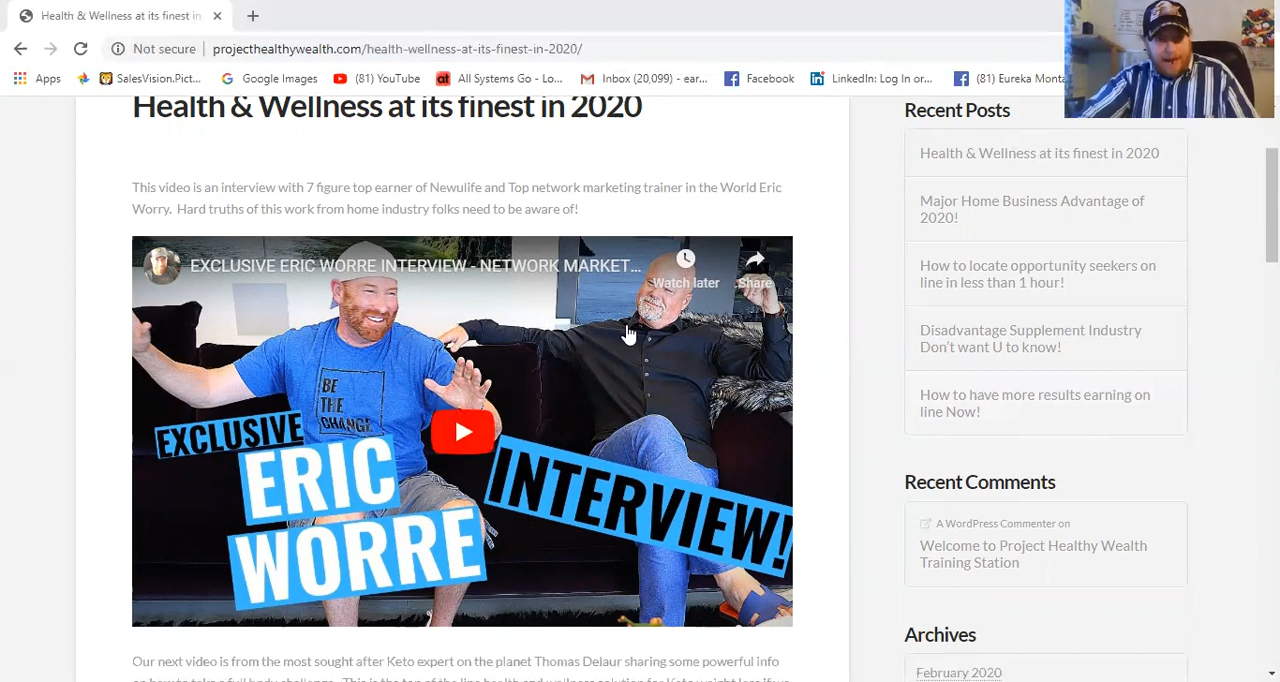 Health & Wellness at its finest in
Not secure
projecthealthywealth.com/health-wellness-at-its-finest-in-2020/
Apps
SalesVision.Pict...
Google Images
(81) YouTube
All Systems Go - Lo...
Inbox (20,099) - ear...
Facebook
LinkedIn: Log In or...
(81) Eureka Monta
Health & Wellness at its finest in 2020
This video is an interview with 7 figure top earner of Newulife and Top network marketing trainer in the World Eric
Worry. Hard truths of this work from home industry folks need to be aware of!
EXCLUSIVE ERIC WORRE INTERVIEW - NETWORK MARKET...
Watch later
Share
BE
THE
CHANGE
EXCLUSIVE
ERIC
WORRE
INTERVIEW!
Our next video is from the most sought after Keto expert on the planet Thomas Delaur sharing some powerful info
Recent Posts
Health & Wellness at its finest in 2020
Major Home Business Advantage of
2020!
How to locate opportunity seekers on
line in less than 1 hour!
Disadvantage Supplement Industry
Don't want U to know!
How to have more results earning on
line Now!
Recent Comments
A WordPress Commenter on
Welcome to Project Healthy Wealth
Training Station
Archives
February 2020